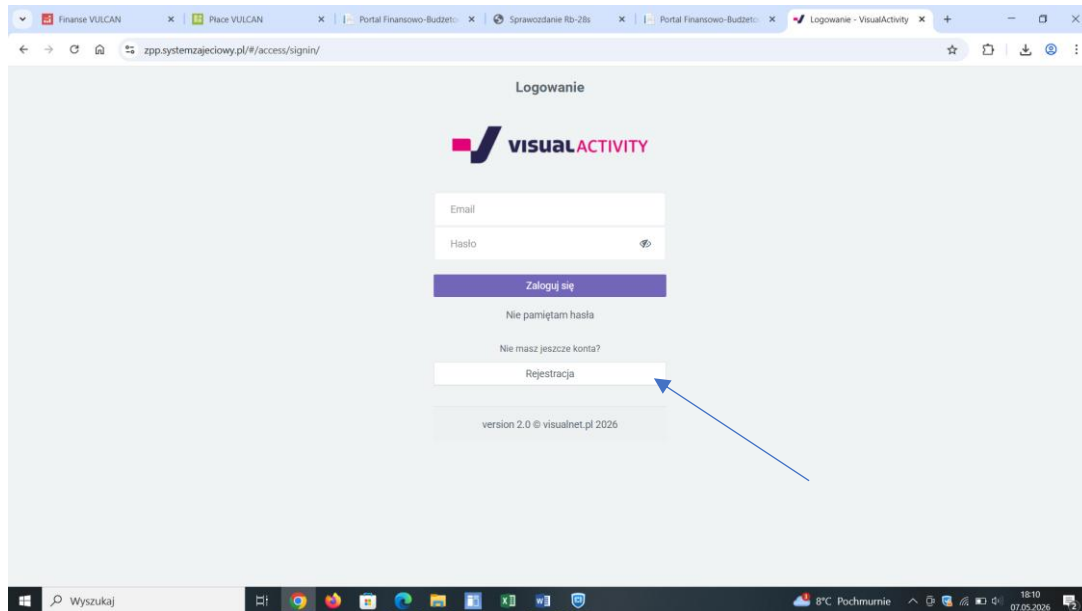 Finanse VULCAN
Płace VULCAN
Portal Finansowo-Budżeto
Sprawozdanie Rb-28s
Portal Finansowo-Budżeto
Logowanie - VisualActivity
zpp.systemzajeciowy.pl/#/access/signin/
Logowanie
VISUALACTIVITY
Email
Hasło
Zaloguj się
Nie pamiętam hasła
Nie masz jeszcze konta?
Rejestracja
version 2.0 © visualnet.pl 2026
Wyszukaj
8°C Pochmurnie
18:10
07.05.2026